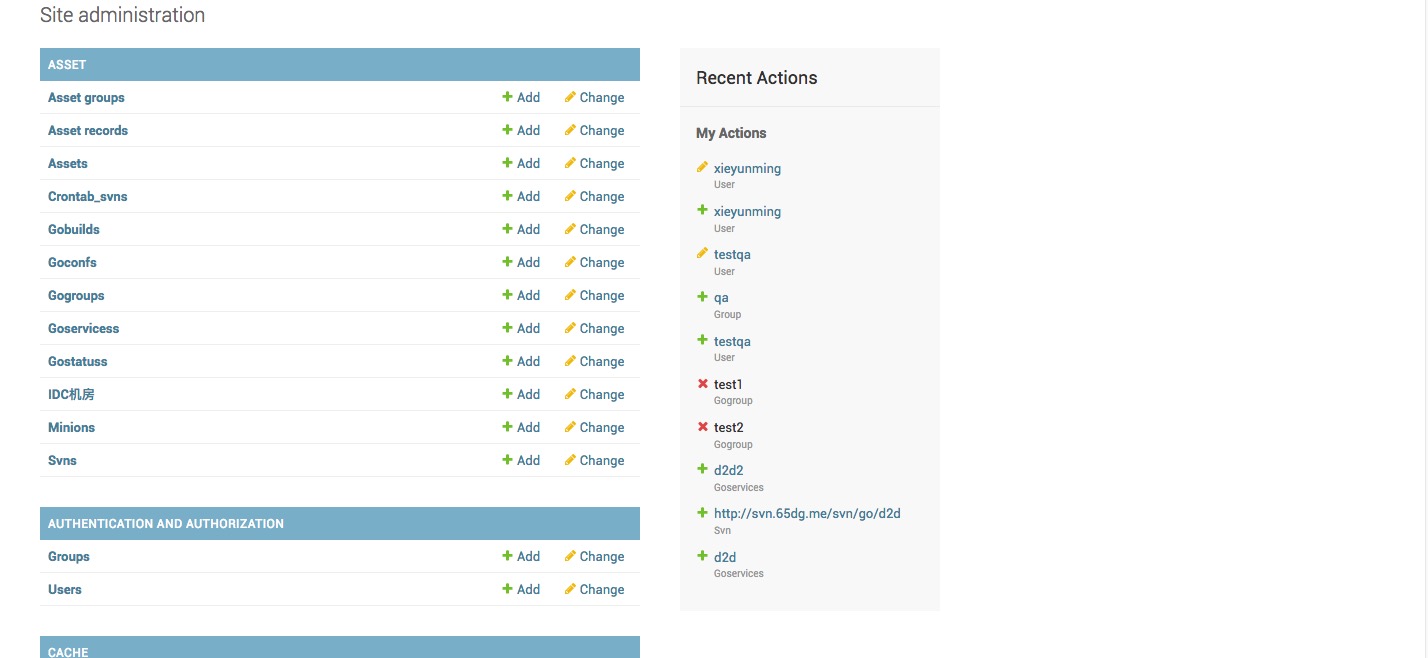 Site administration
ASSET
Asset groups Add Change
Asset records Add Change
Assets Add Change
Crontab_svns Add Change
Gobuilds Add Change
Goconfs Add Change
Gogroups Add Change
Goservicess Add Change
Gostatuss Add Change
IDC机房 Add Change
Minions Add Change
Svns Add Change
AUTHENTICATION AND AUTHORIZATION
Groups Add Change
Users Add Change
CACHE
Recent Actions
My Actions
xieyunming
User
xieyunming
User
testqa
User
qa
Group
testqa
User
test1
Gogroup
test2
Gogroup
d2d2
Goservices
http://svn.65dg.me/svn/go/d2d
Svn
d2d
Goservices